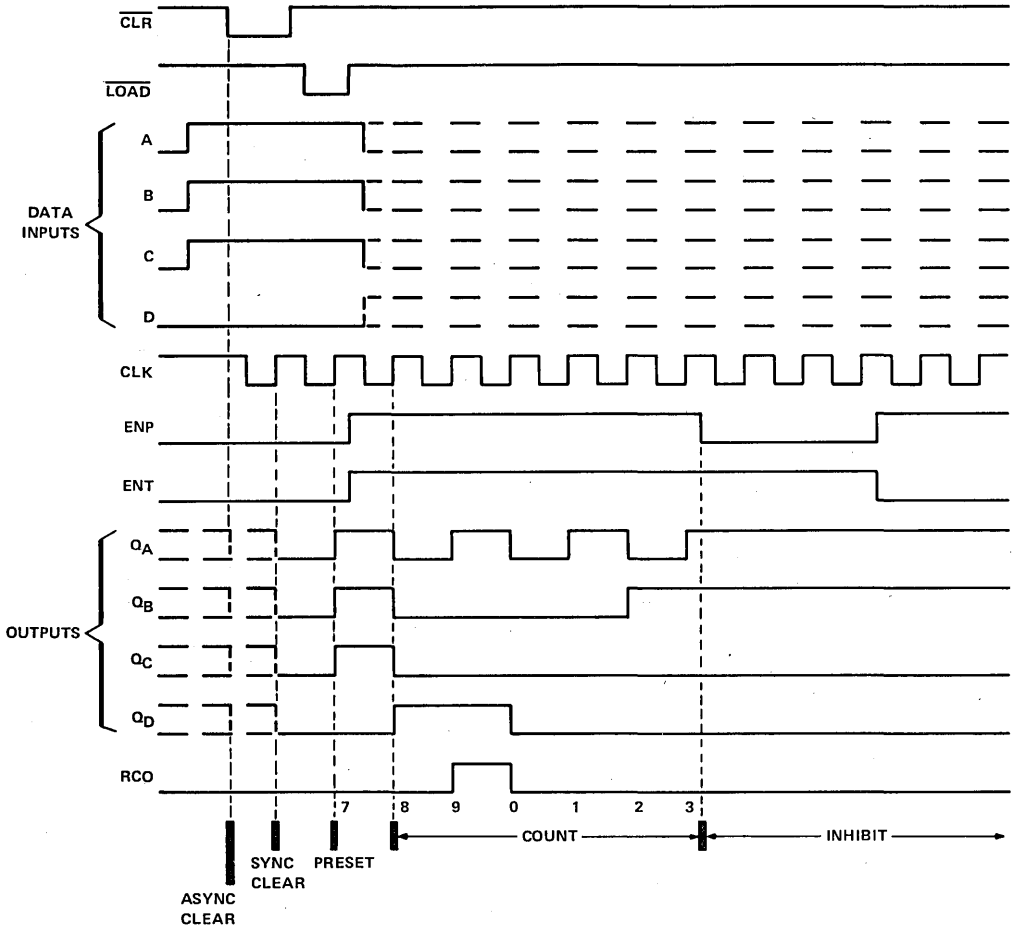 CLR
LOAD
A
B
DATA
INPUTS
C
D
CLK
ENP
ENT
QA
QB
OUTPUTS
QC
QD
RCO
7 8 9 0 1 2 3
COUNT INHIBIT
SYNC
CLEAR
PRESET
ASYNC
CLEAR